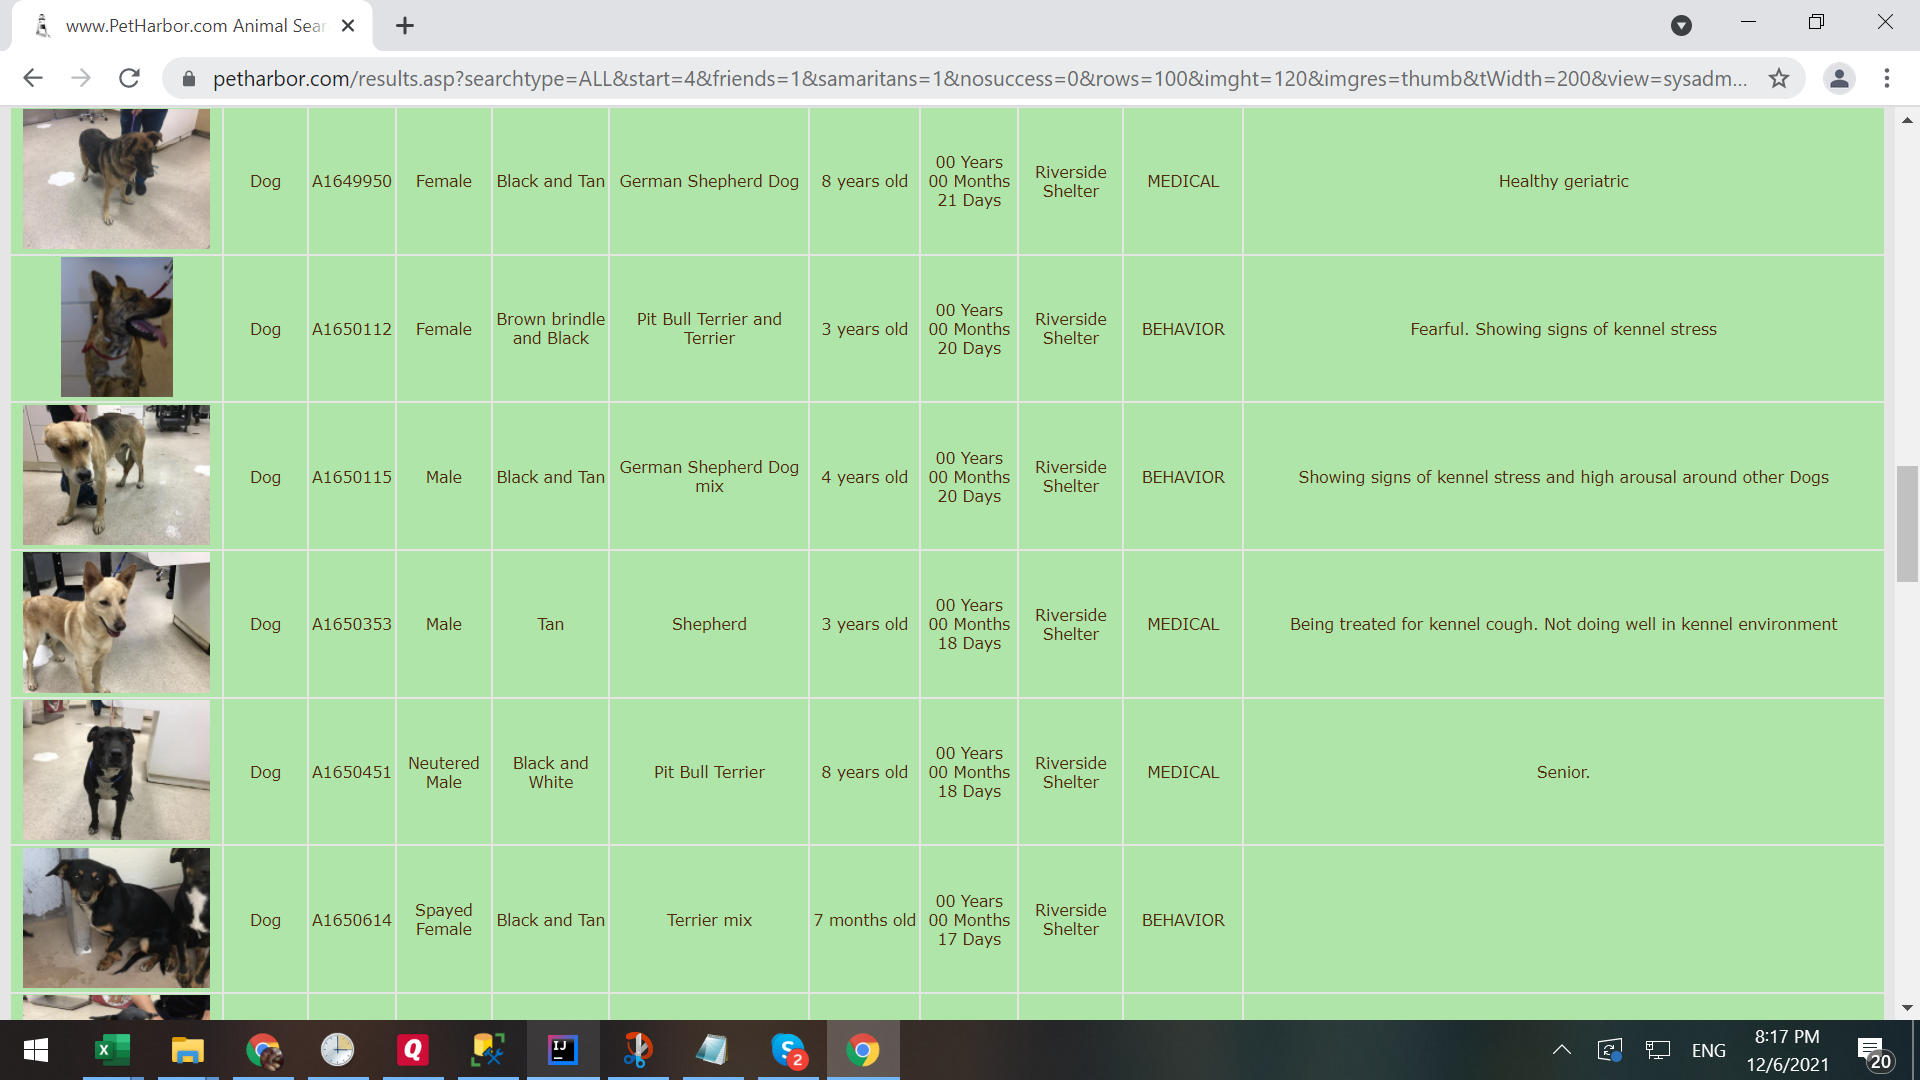 www.PetHarbor.com Animal Sear
petharbor.com/results.asp?searchtype=ALL&start=4&friends=1&samaritans=1&nosuccess=0&rows=100&imght=120&imgres=thumb&tWidth=200&view=sysadm...
Dog A1649950 Female Black and Tan German Shepherd Dog 8 years old 00 Years 00 Months 21 Days Riverside Shelter MEDICAL Healthy geriatric
Dog A1650112 Female Brown brindle and Black Pit Bull Terrier and Terrier 3 years old 00 Years 00 Months 20 Days Riverside Shelter BEHAVIOR Fearful. Showing signs of kennel stress
Dog A1650115 Male Black and Tan German Shepherd Dog mix 4 years old 00 Years 00 Months 20 Days Riverside Shelter BEHAVIOR Showing signs of kennel stress and high arousal around other Dogs
Dog A1650353 Male Tan Shepherd 3 years old 00 Years 00 Months 18 Days Riverside Shelter MEDICAL Being treated for kennel cough. Not doing well in kennel environment
Dog A1650451 Neutered Male Black and White Pit Bull Terrier 8 years old 00 Years 00 Months 18 Days Riverside Shelter MEDICAL Senior.
Dog A1650614 Spayed Female Black and Tan Terrier mix 7 months old 00 Years 00 Months 17 Days Riverside Shelter BEHAVIOR
X Q IJ S 2 ENG 8:17 PM 20
12/6/2021